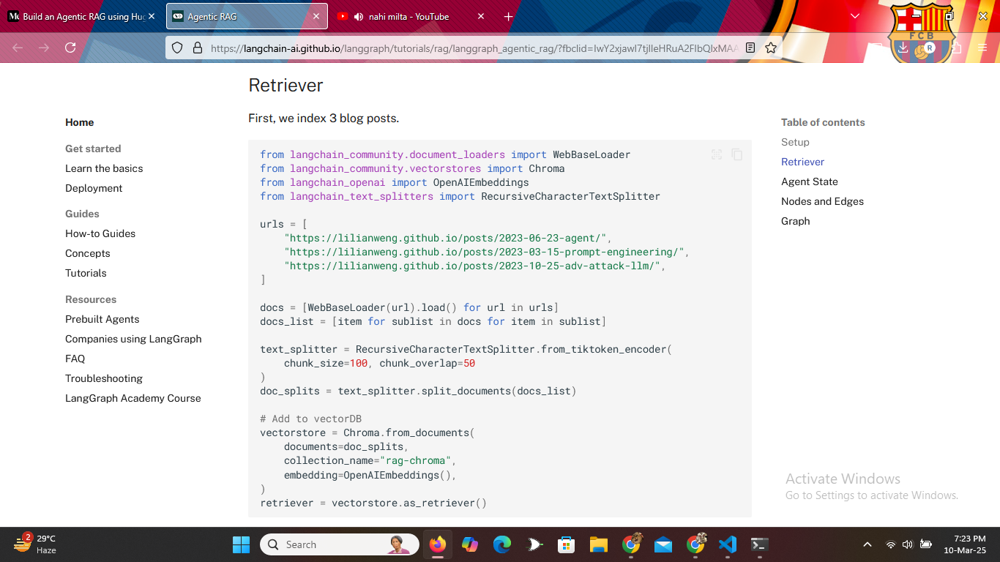 Build an Agentic RAG using Hug
Agentic RAG
nahi milta - YouTube
https://langchain-ai.github.io/langgraph/tutorials/rag/langgraph_agentic_rag/?fbclid=IwY2xjawI7tjlleHRuA2FlbQIxMAA
FCB
R
Home
Get started
Learn the basics
Deployment
Guides
How-to Guides
Concepts
Tutorials
Resources
Prebuilt Agents
Companies using LangGraph
FAQ
Troubleshooting
LangGraph Academy Course
Retriever
First, we index 3 blog posts.
from langchain_community.document_loaders import WebBaseLoader
from langchain_community.vectorstores import Chroma
from langchain_openai import OpenAIEmbeddings
from langchain_text_splitters import RecursiveCharacterTextSplitter
urls = [
    "https://lilianweng.github.io/posts/2023-06-23-agent/",
    "https://lilianweng.github.io/posts/2023-03-15-prompt-engineering/",
    "https://lilianweng.github.io/posts/2023-10-25-adv-attack-llm/",
]
docs = [WebBaseLoader(url).load() for url in urls]
docs_list = [item for sublist in docs for item in sublist]
text_splitter = RecursiveCharacterTextSplitter.from_tiktoken_encoder(
    chunk_size=100, chunk_overlap=50
)
doc_splits = text_splitter.split_documents(docs_list)
# Add to vectorDB
vectorstore = Chroma.from_documents(
    documents=doc_splits,
    collection_name="rag-chroma",
    embedding=OpenAIEmbeddings(),
)
retriever = vectorstore.as_retriever()
Table of contents
Setup
Retriever
Agent State
Nodes and Edges
Graph
Activate Windows
Go to Settings to activate Windows.
2
29°C
Haze
Search
7:23 PM
10-Mar-25